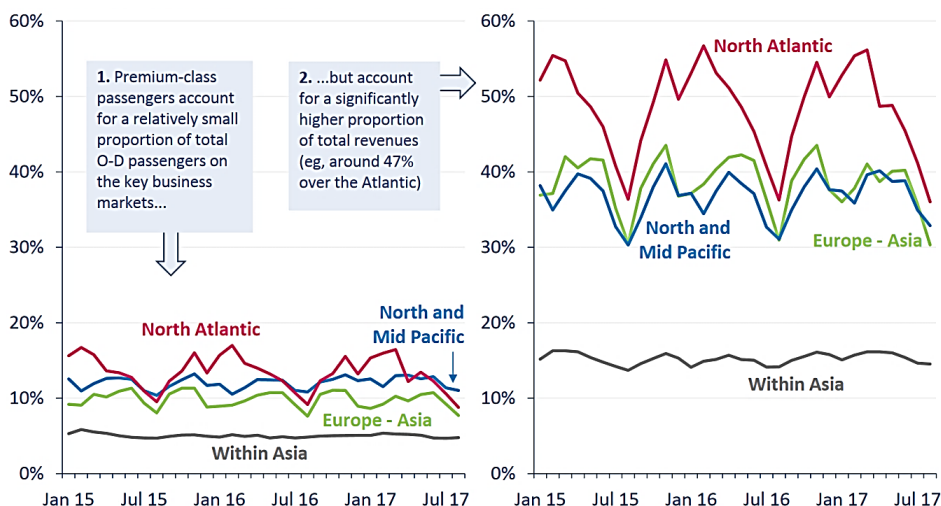 60%
50%
40%
30%
20%
10%
0%
1. Premium-class
passengers account
for a relatively small
proportion of total
O-D passengers on
the key business
markets...
2. ...but account
for a significantly
higher proportion
of total revenues
(eg, around 47%
over the Atlantic)
North Atlantic
North and
Mid Pacific
Europe - Asia
Within Asia
Jan 15 Jul 15 Jan 16 Jul 16 Jan 17 Jul 17
60%
50%
40%
30%
20%
10%
0%
North Atlantic
North and
Mid Pacific
Europe - Asia
Within Asia
Jan 15 Jul 15 Jan 16 Jul 16 Jan 17 Jul 17